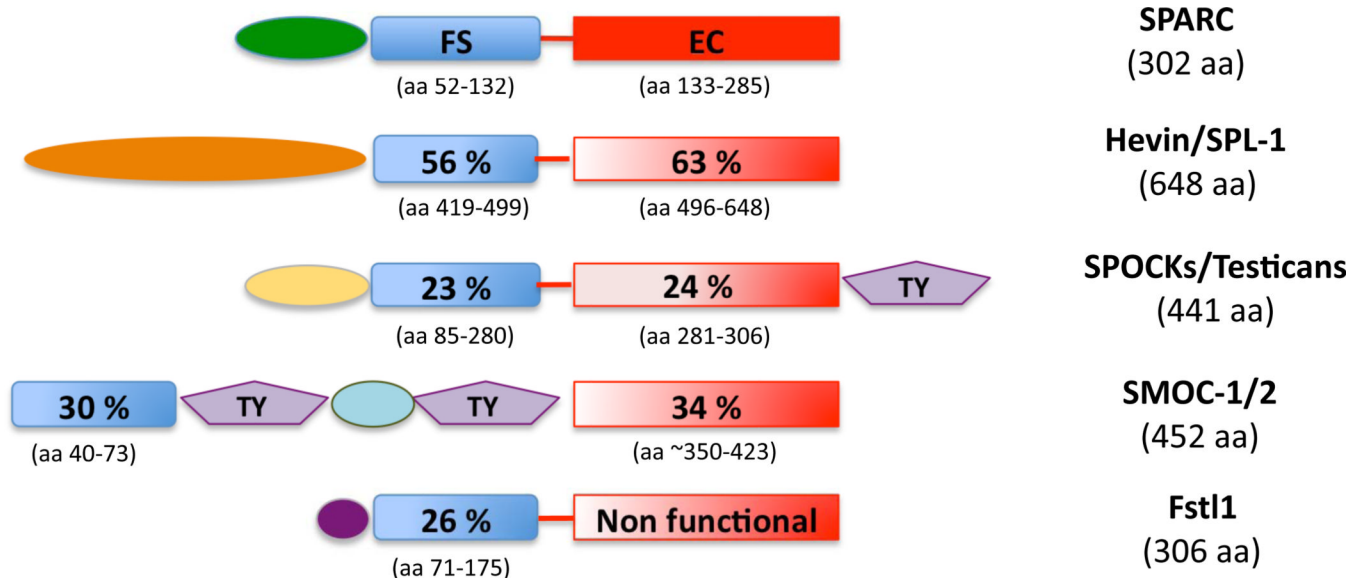 FS EC SPARC
(aa 52-132) (aa 133-285) (302 aa)
56 % 63 % Hevin/SPL-1
(aa 419-499) (aa 496-648) (648 aa)
23 % 24 % TY SPOCKs/Testicans
(aa 85-280) (aa 281-306) (441 aa)
30 % TY TY 34 % SMOC-1/2
(aa 40-73) (aa ~350-423) (452 aa)
26 % Non functional Fstl1
(aa 71-175) (306 aa)